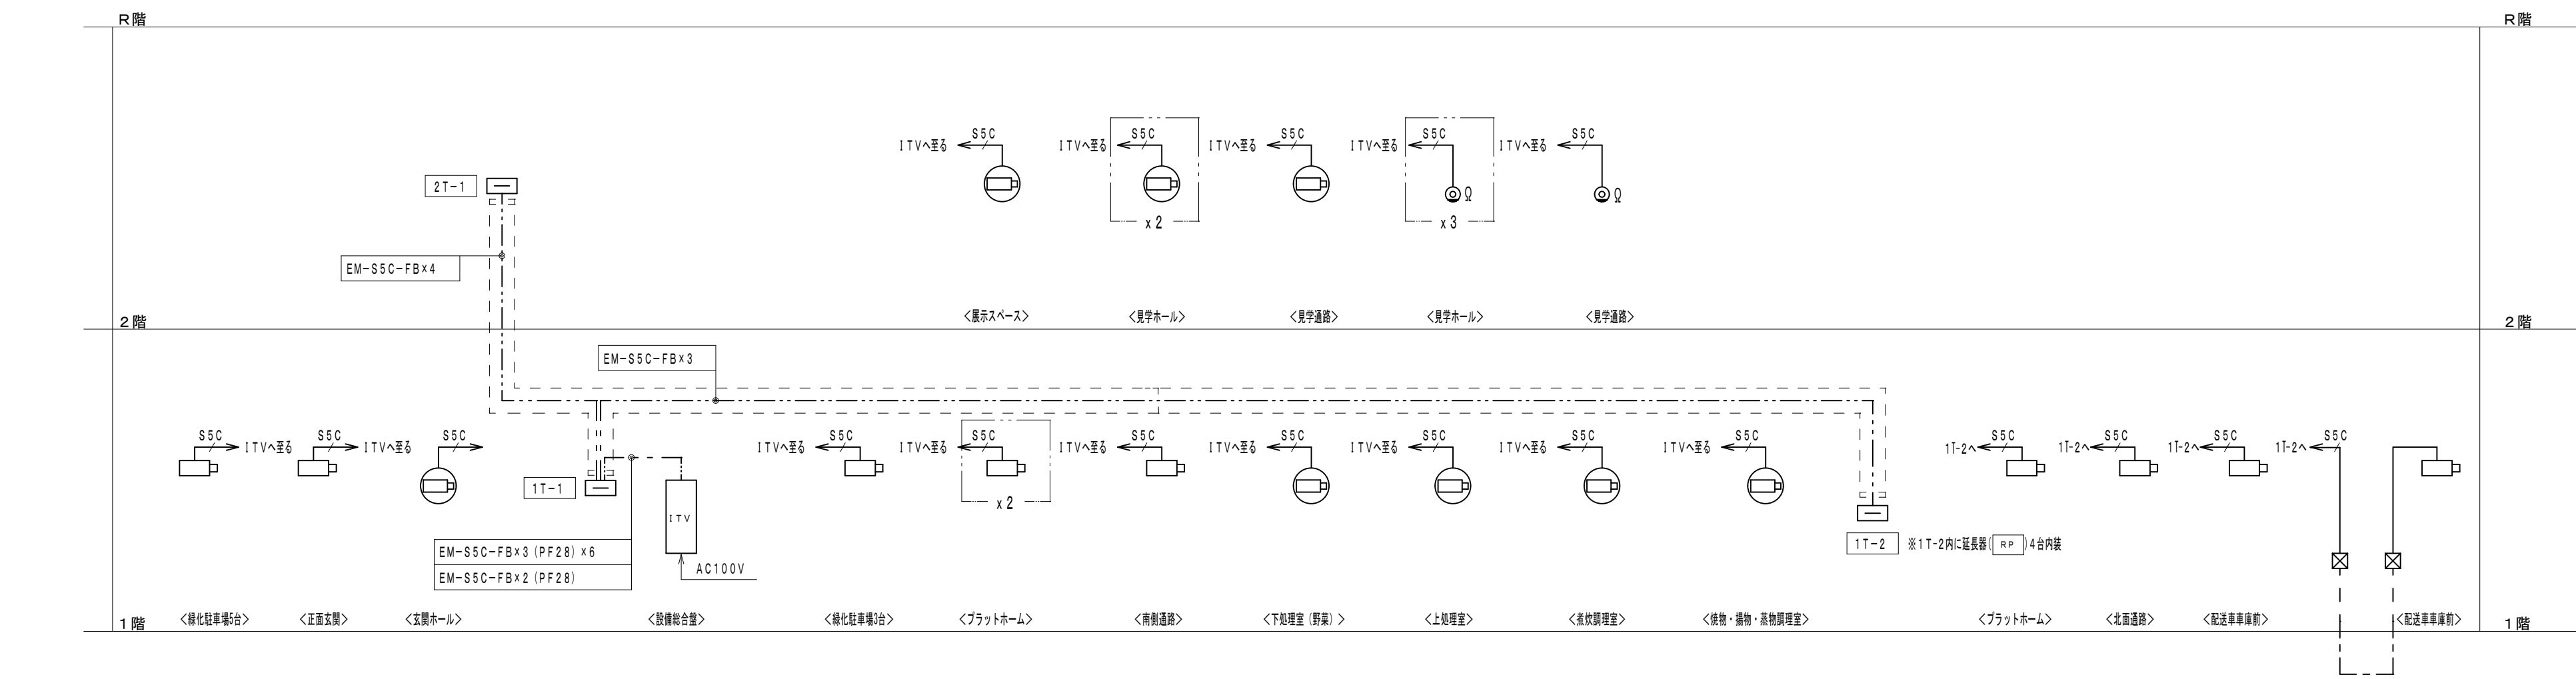 R階
R階
S5C
S5C
S5C
S5C
S5C
ITVへ至る
ITVへ至る
ITVへ至る
ITVへ至る
ITVへ至る
2T-1
Ω
Ω
x2
x3
EM-S5C-FB×4
<展示スペース>
<見学ホール>
<見学通路>
<見学ホール>
<見学通路>
2階
2階
EM-S5C-FB×3
S5C
S5C
S5C
S5C
S5C
S5C
S5C
S5C
S5C
S5C
S5C
S5C
S5C
S5C
ITVへ至る
ITVへ至る
ITVへ至る
ITVへ至る
ITVへ至る
ITVへ至る
ITVへ至る
ITVへ至る
ITVへ至る
1T-2へ
1T-2へ
1T-2へ
1T-2へ
1T-1
x2
ITV
EM-S5C-FB×3(PF28)×6
EM-S5C-FB×2(PF28)
AC100V
1T-2 ※1T-2内に延長器(RP)4台内装
<緑化駐車場5台>
<正面玄関>
<玄関ホール>
<設備総合盤>
<緑化駐車場3台>
<プラットホーム>
<南側通路>
<下処理室(野菜)>
<上処理室>
<煮炊調理室>
<焼物・揚物・蒸物調理室>
<プラットホーム>
<北面通路>
<配送車車庫前>
<配送車車庫前>
1階
1階